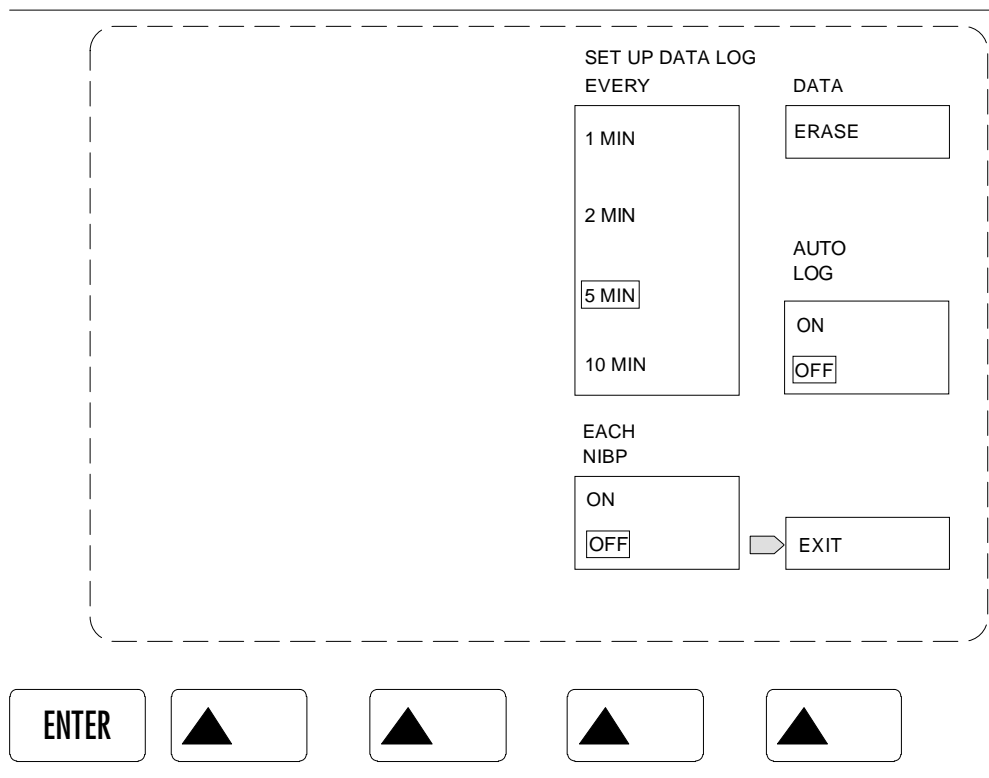 SET UP DATA LOG
EVERY
1 MIN
2 MIN
5 MIN
10 MIN
DATA
ERASE
AUTO
LOG
ON
OFF
EACH
NIBP
ON
OFF
EXIT
ENTER